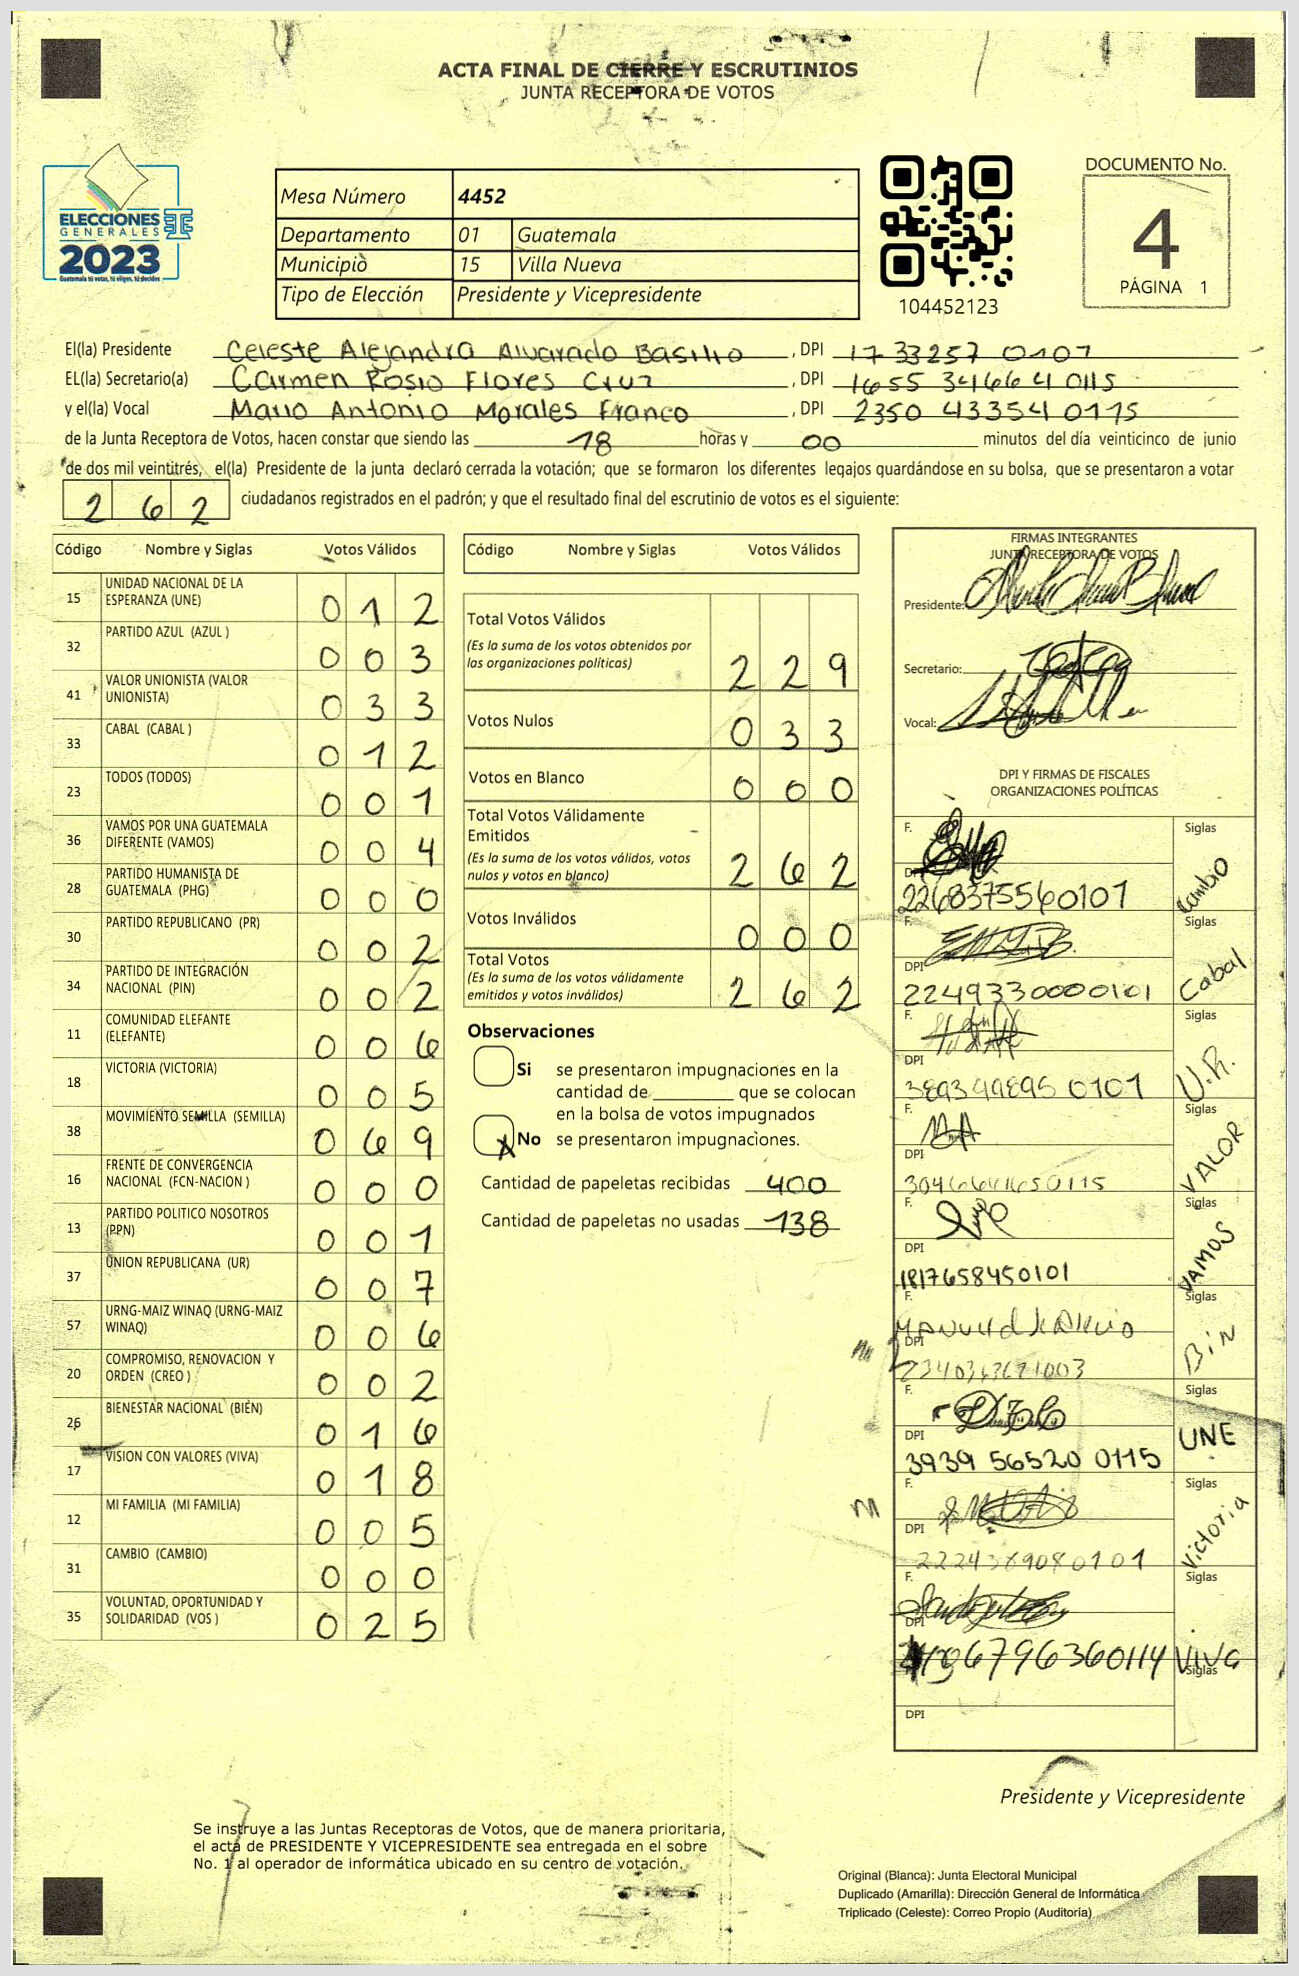 ACTA FINAL DE CIERRE Y ESCRUTINIOS
JUNTA RECEPTORA DE VOTOS
ELECCIONES
GENERALES
2023
Guatemala tú votas, tú eliges, tú decides
Mesa Número 4452
Departamento 01 Guatemala
Municipio 15 Villa Nueva
Tipo de Elección Presidente y Vicepresidente
104452123
DOCUMENTO No.
4
PÁGINA 1
El(la) Presidente Celeste Alejandra Alvarado Basilio , DPI 17 33257 0107
EL(la) Secretario(a) Carmen Rosio Flores Cruz , DPI 1655 34664 0115
y el(la) Vocal Mario Antonio Morales Franco , DPI 2350 43354 0115
de la Junta Receptora de Votos, hacen constar que siendo las 18 horas y 00 minutos del día veinticinco de junio
de dos mil veintitrés, el(la) Presidente de la junta declaró cerrada la votación; que se formaron los diferentes legajos guardándose en su bolsa, que se presentaron a votar
2 6 2 ciudadanos registrados en el padrón; y que el resultado final del escrutinio de votos es el siguiente:
Código Nombre y Siglas Votos Válidos
15 UNIDAD NACIONAL DE LA ESPERANZA (UNE) 0 1 2
32 PARTIDO AZUL (AZUL ) 0 0 3
41 VALOR UNIONISTA (VALOR UNIONISTA) 0 3 3
33 CABAL (CABAL ) 0 1 2
23 TODOS (TODOS) 0 0 1
36 VAMOS POR UNA GUATEMALA DIFERENTE (VAMOS) 0 0 4
28 PARTIDO HUMANISTA DE GUATEMALA (PHG) 0 0 0
30 PARTIDO REPUBLICANO (PR) 0 0 2
34 PARTIDO DE INTEGRACIÓN NACIONAL (PIN) 0 0 2
11 COMUNIDAD ELEFANTE (ELEFANTE) 0 0 6
18 VICTORIA (VICTORIA) 0 0 5
38 MOVIMIENTO SEMILLA (SEMILLA) 0 6 9
16 FRENTE DE CONVERGENCIA NACIONAL (FCN-NACION ) 0 0 0
13 PARTIDO POLITICO NOSOTROS (PPN) 0 0 1
37 UNION REPUBLICANA (UR) 0 0 7
57 URNG-MAIZ WINAQ (URNG-MAIZ WINAQ) 0 0 6
20 COMPROMISO, RENOVACION Y ORDEN (CREO ) 0 0 2
26 BIENESTAR NACIONAL (BIEN) 0 1 6
17 VISION CON VALORES (VIVA) 0 1 8
12 MI FAMILIA (MI FAMILIA) 0 0 5
31 CAMBIO (CAMBIO) 0 0 0
35 VOLUNTAD, OPORTUNIDAD Y SOLIDARIDAD (VOS ) 0 2 5
Código Nombre y Siglas Votos Válidos
Total Votos Válidos
(Es la suma de los votos obtenidos por las organizaciones políticas) 2 2 9
Votos Nulos 0 3 3
Votos en Blanco 0 0 0
Total Votos Válidamente Emitidos
(Es la suma de los votos válidos, votos nulos y votos en blanco) 2 6 2
Votos Inválidos 0 0 0
Total Votos
(Es la suma de los votos válidamente emitidos y votos inválidos) 2 6 2
Observaciones
Si se presentaron impugnaciones en la
cantidad de ________ que se colocan
en la bolsa de votos impugnados
X No se presentaron impugnaciones.
Cantidad de papeletas recibidas 400
Cantidad de papeletas no usadas 138
FIRMAS INTEGRANTES
JUNTA RECEPTORA DE VOTOS
Presidente:
Secretario:
Vocal:
DPI Y FIRMAS DE FISCALES
ORGANIZACIONES POLÍTICAS
F. Siglas
DPI 2268375560101 Cambio
F. Siglas
DPI 22493300000101 Cabal
F. Siglas
DPI 389349895 0101 U.R.
F. Siglas
DPI VALOR
F. Siglas
DPI 1817658450101 VAMOS
F. Siglas
DPI Bin
F. Siglas
DPI 3939 56520 0115 UNE
F. Siglas
DPI 2224389080101 Victoria
F. Siglas
DPI 6796360114 VIVA
Siglas
DPI
Presidente y Vicepresidente
Se instruye a las Juntas Receptoras de Votos, que de manera prioritaria,
el acta de PRESIDENTE Y VICEPRESIDENTE sea entregada en el sobre
No. 1 al operador de informática ubicado en su centro de votación.
Original (Blanca): Junta Electoral Municipal
Duplicado (Amarilla): Dirección General de Informática
Triplicado (Celeste): Correo Propio (Auditoría)